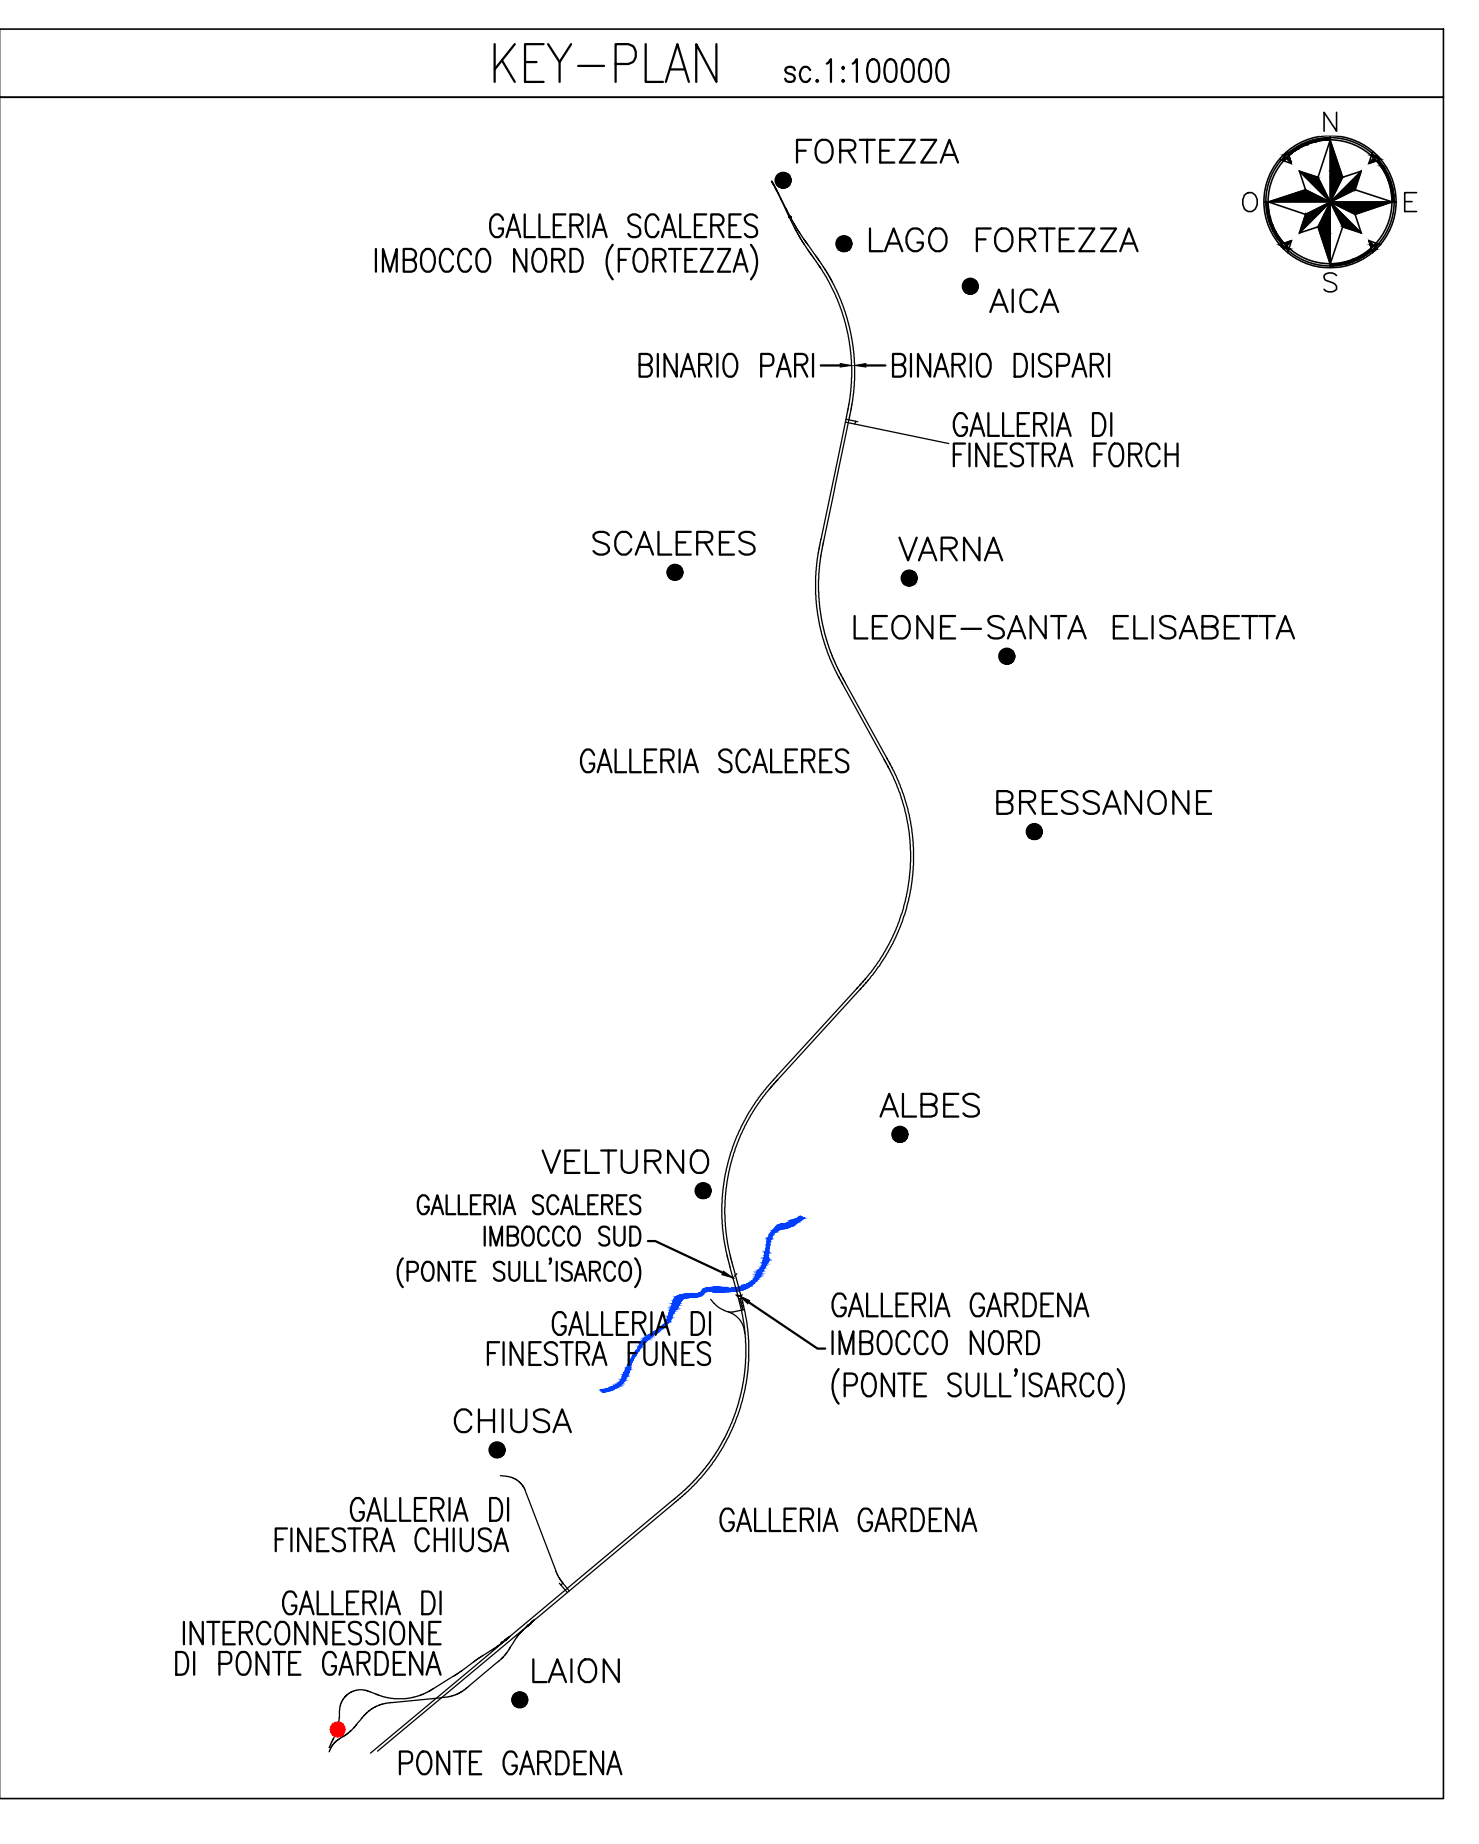 KEY-PLAN sc.1:100000
N
O
E
S
FORTEZZA
GALLERIA SCALERES
IMBOCCO NORD (FORTEZZA)
LAGO FORTEZZA
AICA
BINARIO PARI
BINARIO DISPARI
GALLERIA DI
FINESTRA FORCH
SCALERES
VARNA
LEONE-SANTA ELISABETTA
GALLERIA SCALERES
BRESSANONE
ALBES
VELTURNO
GALLERIA SCALERES
IMBOCCO SUD
(PONTE SULL'ISARCO)
GALLERIA DI
FINESTRA FUNES
GALLERIA GARDENA
IMBOCCO NORD
(PONTE SULL'ISARCO)
CHIUSA
GALLERIA DI
FINESTRA CHIUSA
GALLERIA GARDENA
GALLERIA DI
INTERCONNESSIONE
DI PONTE GARDENA
LAION
PONTE GARDENA